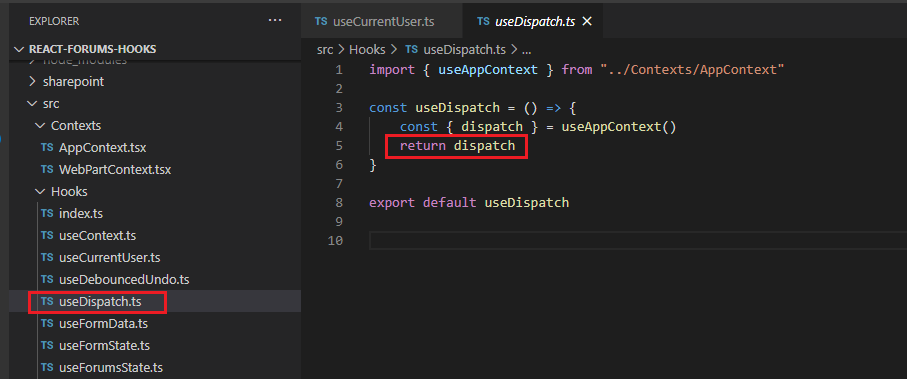 EXPLORER
...
REACT-FORUMS-HOOKS
node_modules
sharepoint
src
Contexts
TS AppContext.tsx
TS WebPartContext.tsx
Hooks
TS index.ts
TS useContext.ts
TS useCurrentUser.ts
TS useDebouncedUndo.ts
TS useDispatch.ts
TS useFormData.ts
TS useFormState.ts
TS useForumsState.ts
TS useCurrentUser.ts
TS useDispatch.ts ×
src > Hooks > TS useDispatch.ts > ...
1 import { useAppContext } from "../Contexts/AppContext"
2
3 const useDispatch = () => {
4 const { dispatch } = useAppContext()
5 return dispatch
6 }
7
8 export default useDispatch
9
10